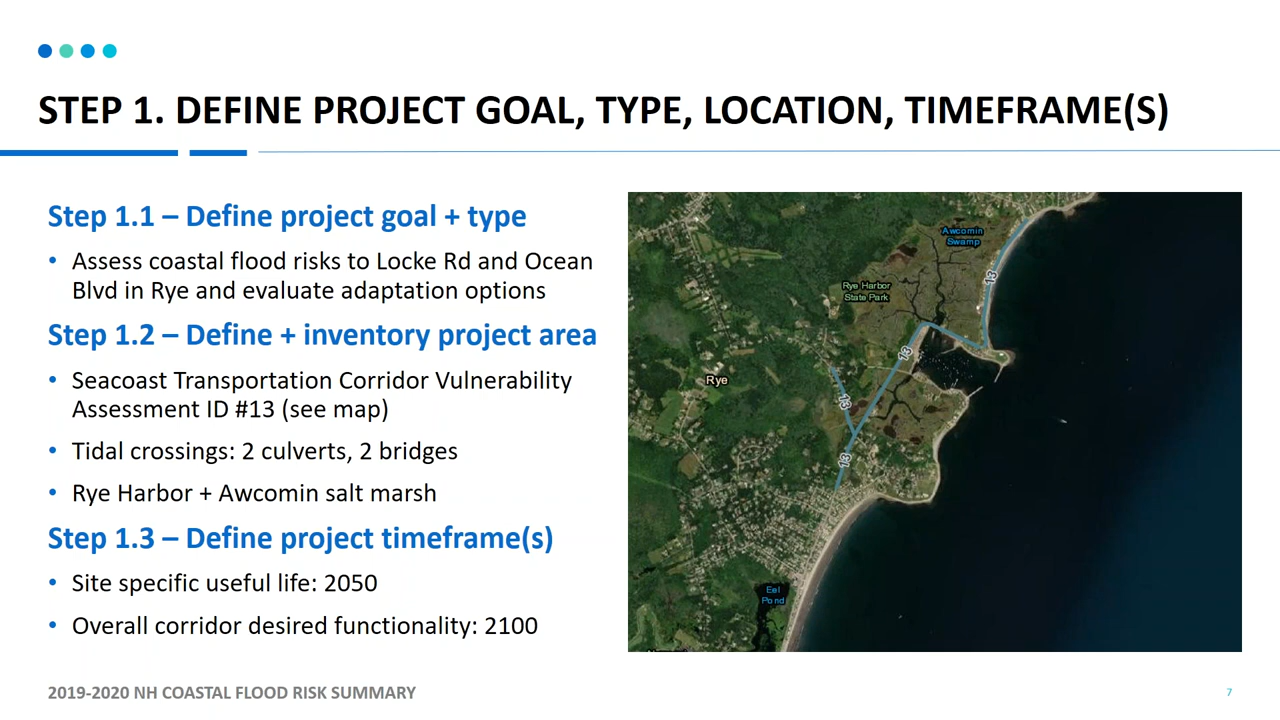 STEP 1. DEFINE PROJECT GOAL, TYPE, LOCATION, TIMEFRAME(S)
Step 1.1 – Define project goal + type
• Assess coastal flood risks to Locke Rd and Ocean
Blvd in Rye and evaluate adaptation options
Step 1.2 – Define + inventory project area
• Seacoast Transportation Corridor Vulnerability
Assessment ID #13 (see map)
• Tidal crossings: 2 culverts, 2 bridges
• Rye Harbor + Awcomin salt marsh
Step 1.3 – Define project timeframe(s)
• Site specific useful life: 2050
• Overall corridor desired functionality: 2100
Awcomin
Swamp
13
Rye Harbor
State Park
13
Rye
13
13
Eel
Pond
2019-2020 NH COASTAL FLOOD RISK SUMMARY
7